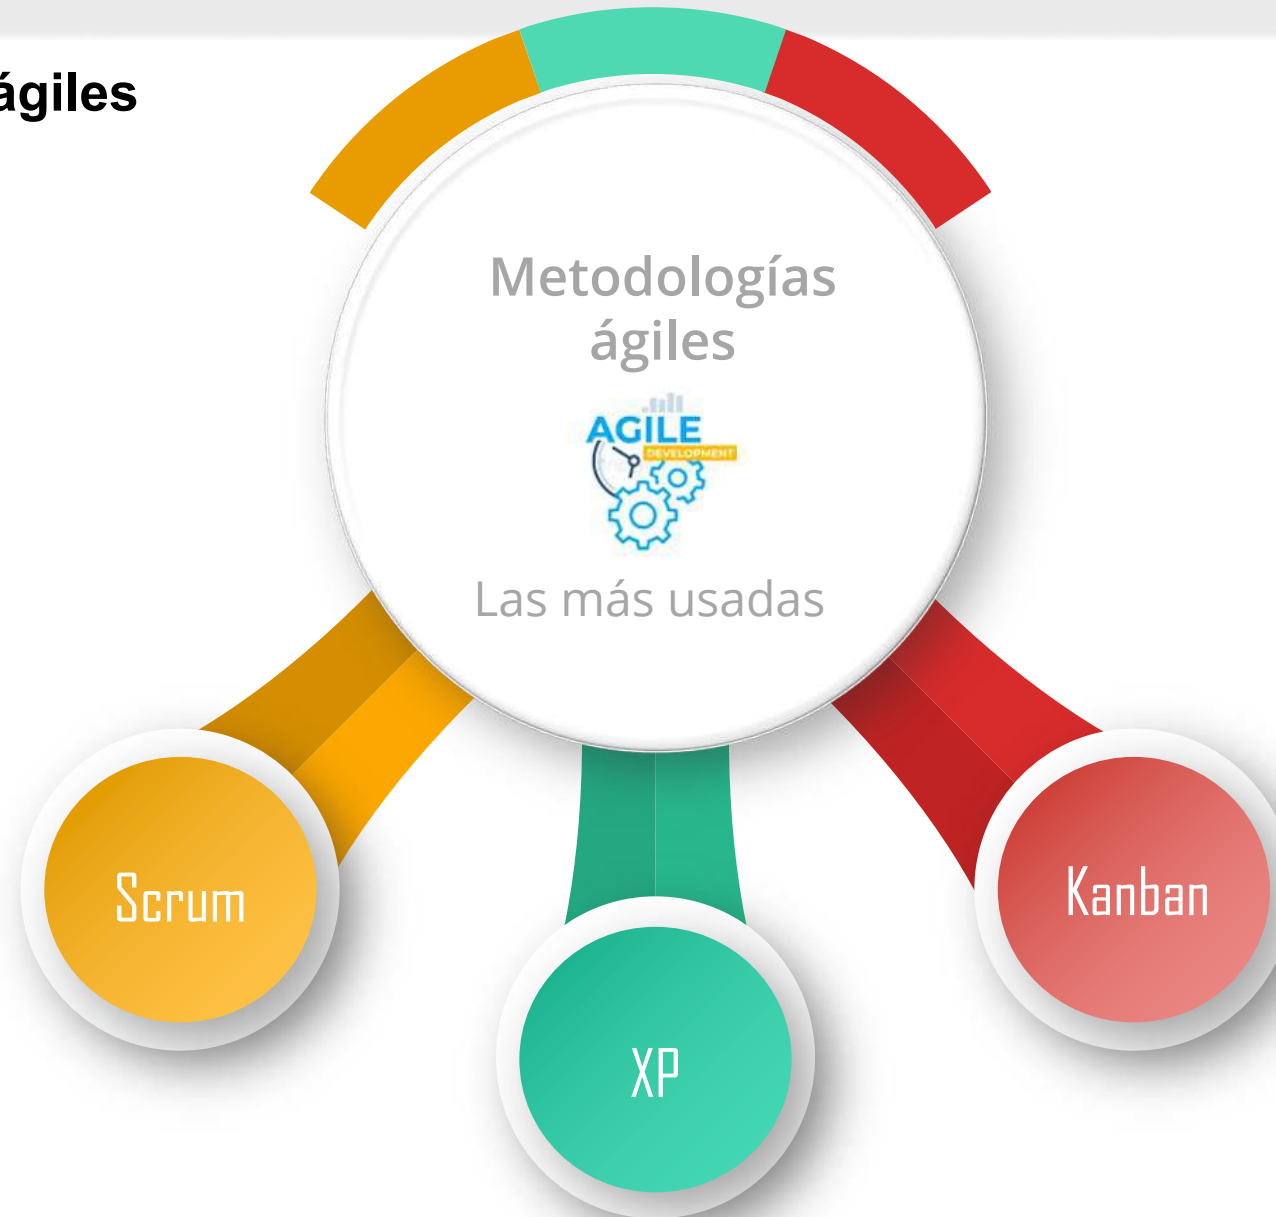 ágiles
Metodologías
ágiles
AGILE
DEVELOPMENT
Las más usadas
Scrum
Kanban
XP